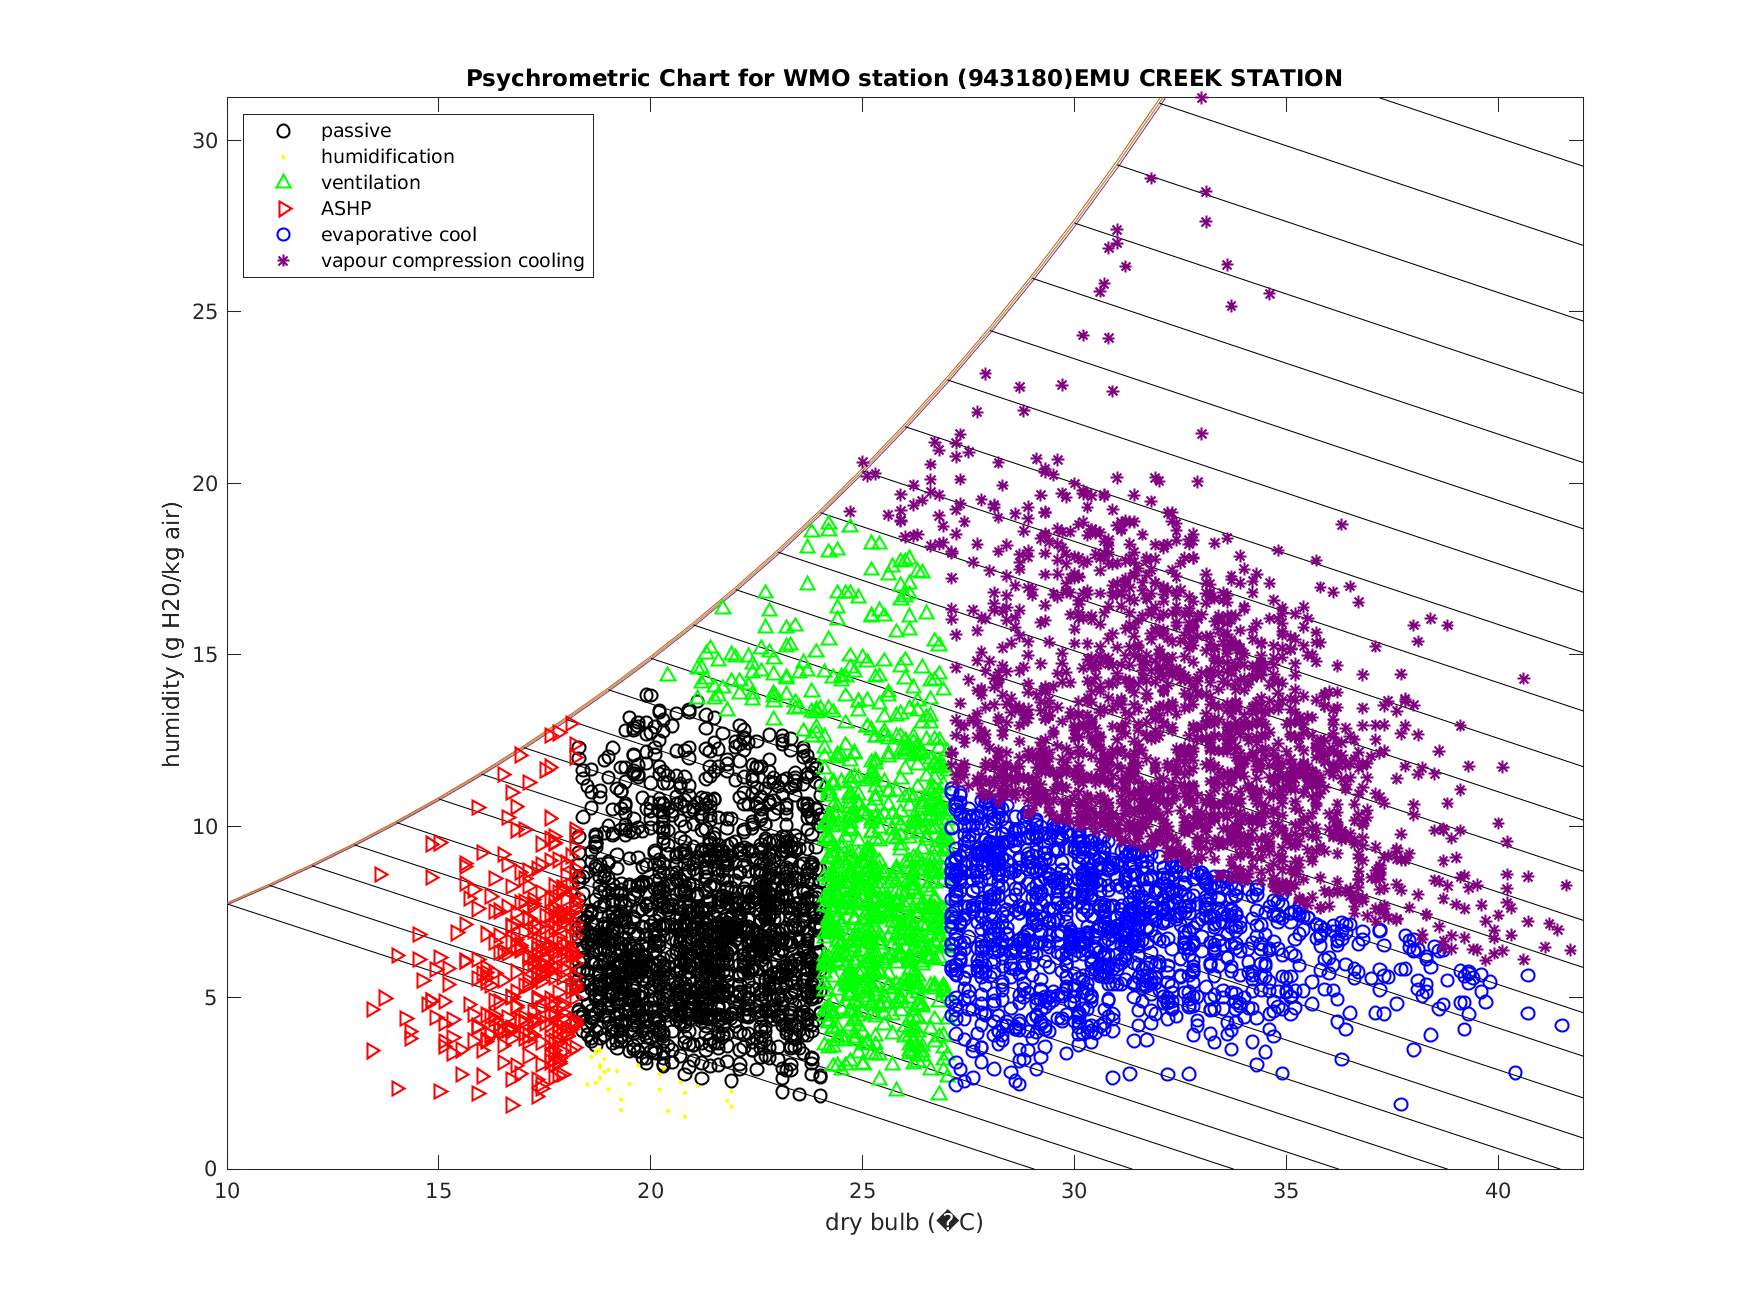 Psychrometric Chart for WMO station (943180)EMU CREEK STATION
passive
humidification
ventilation
ASHP
evaporative cool
vapour compression cooling
humidity (g H20/kg air)
30
25
20
15
10
5
0
10 15 20 25 30 35 40
dry bulb (�C)